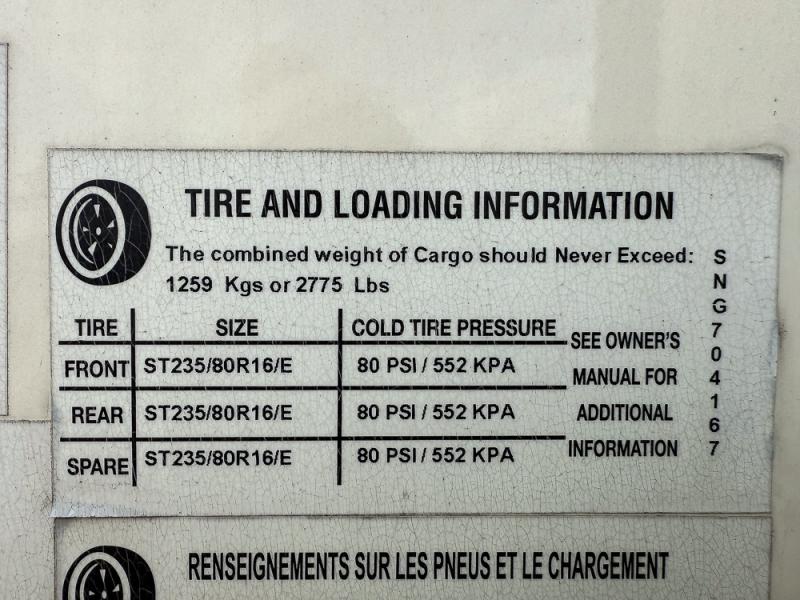 TIRE AND LOADING INFORMATION
The combined weight of Cargo should Never Exceed:
1259 Kgs or 2775 Lbs
TIRE SIZE COLD TIRE PRESSURE
FRONT ST235/80R16/E 80 PSI / 552 KPA
REAR ST235/80R16/E 80 PSI / 552 KPA
SPARE ST235/80R16/E 80 PSI / 552 KPA
SEE OWNER'S
MANUAL FOR
ADDITIONAL
INFORMATION
SNG704167
RENSEIGNEMENTS SUR LES PNEUS ET LE CHARGEMENT